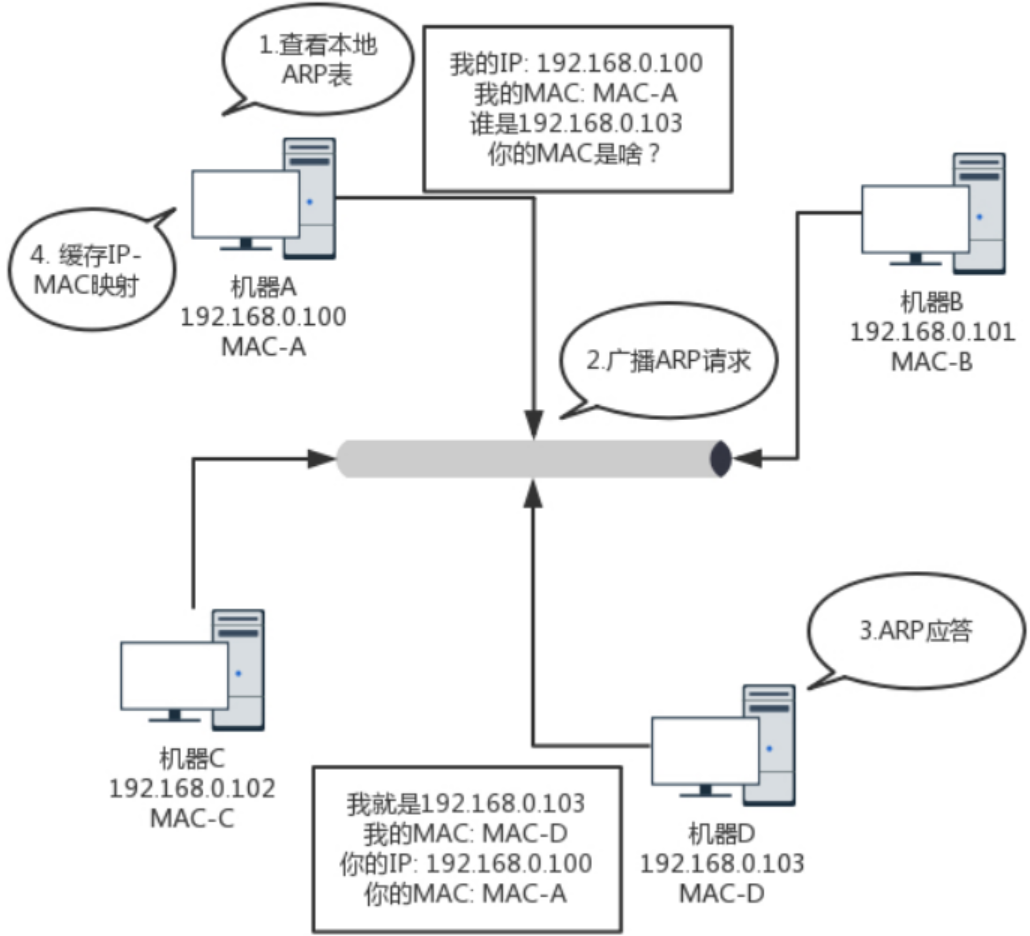 1.查看本地
ARP表
我的IP: 192.168.0.100
我的MAC: MAC-A
谁是192.168.0.103
你的MAC是啥？
4. 缓存IP-
MAC映射
机器A
192.168.0.100
MAC-A
机器B
192.168.0.101
MAC-B
2.广播ARP请求
3.ARP应答
机器C
192.168.0.102
MAC-C
我就是192.168.0.103
我的MAC: MAC-D
你的IP: 192.168.0.100
你的MAC: MAC-A
机器D
192.168.0.103
MAC-D